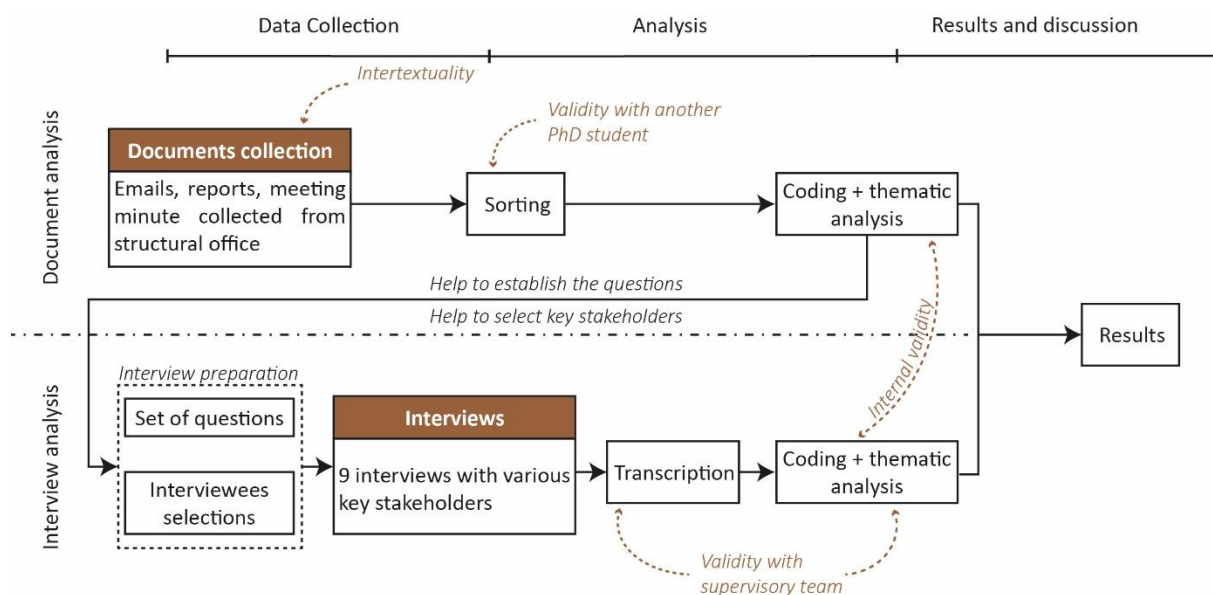 Data Collection
Analysis
Results and discussion
Intertextuality
Validity with another
PhD student
Document analysis
Documents collection
Emails, reports, meeting
minute collected from
structural office
Sorting
Coding + thematic
analysis
Help to establish the questions
Help to select key stakeholders
Internal validity
Results
Interview analysis
Interview preparation
Set of questions
Interviewees
selections
Interviews
9 interviews with various
key stakeholders
Transcription
Coding + thematic
analysis
Validity with
supervisory team